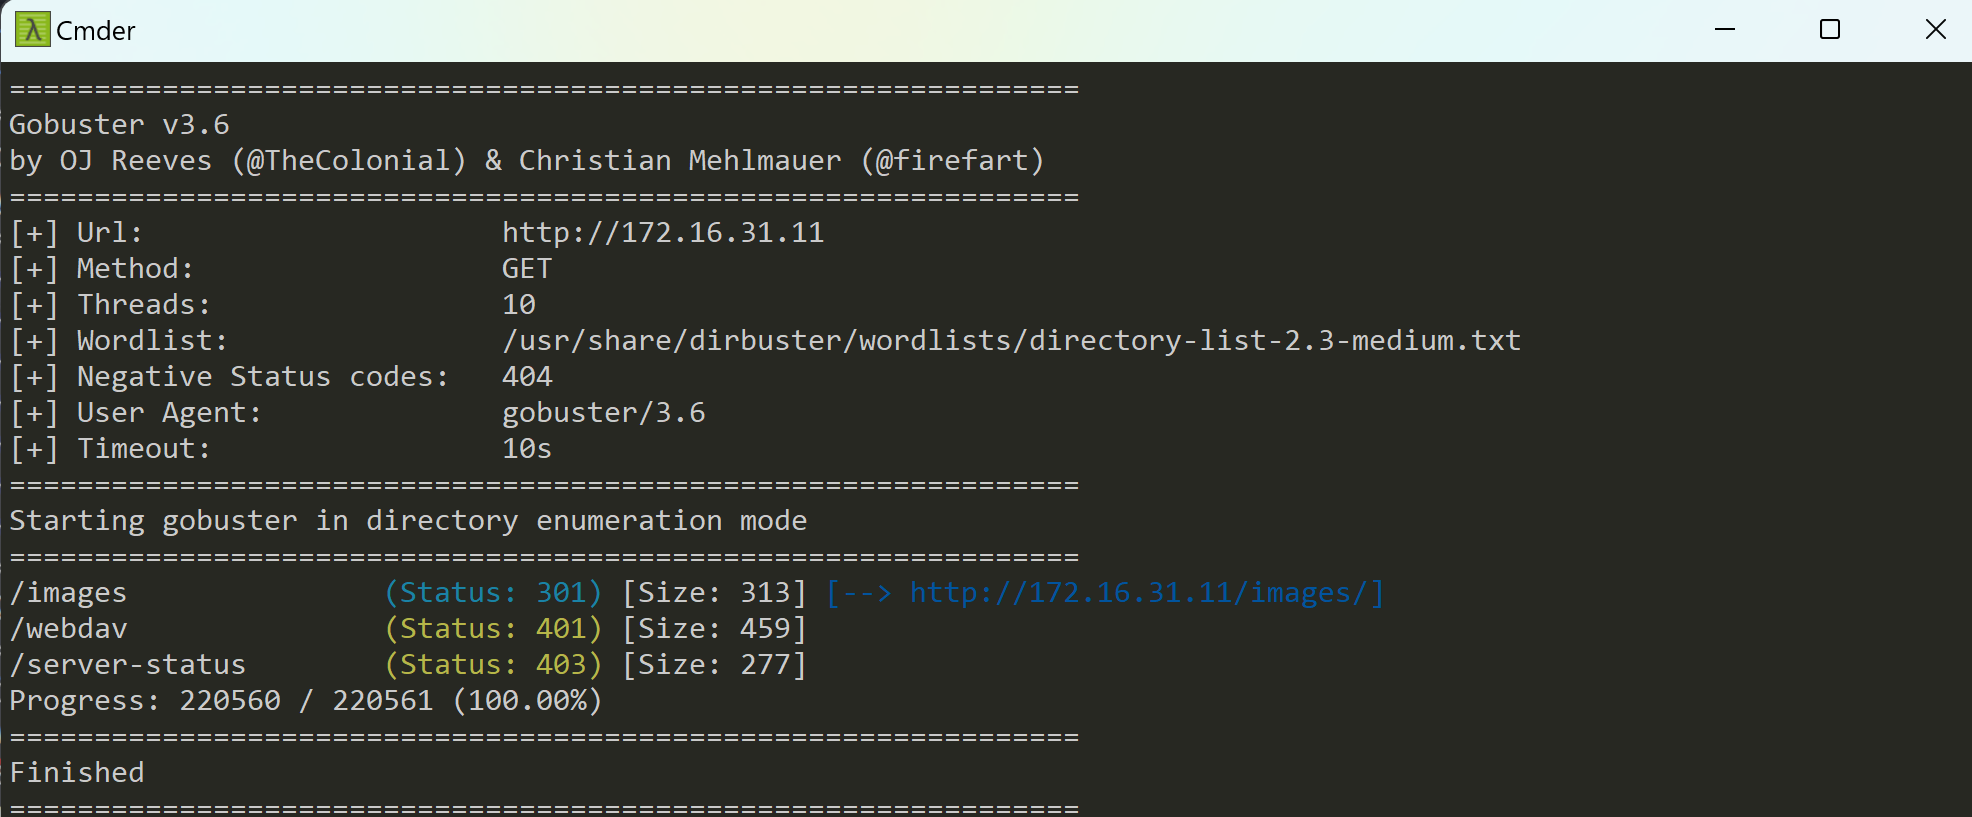 Cmder
===============================================================
Gobuster v3.6
by OJ Reeves (@TheColonial) & Christian Mehlmauer (@firefart)
===============================================================
[+] Url:                     http://172.16.31.11
[+] Method:                  GET
[+] Threads:                 10
[+] Wordlist:                /usr/share/dirbuster/wordlists/directory-list-2.3-medium.txt
[+] Negative Status codes:   404
[+] User Agent:              gobuster/3.6
[+] Timeout:                 10s
===============================================================
Starting gobuster in directory enumeration mode
===============================================================
/images               (Status: 301) [Size: 313] [--> http://172.16.31.11/images/]
/webdav               (Status: 401) [Size: 459]
/server-status        (Status: 403) [Size: 277]
Progress: 220560 / 220561 (100.00%)
===============================================================
Finished
===============================================================